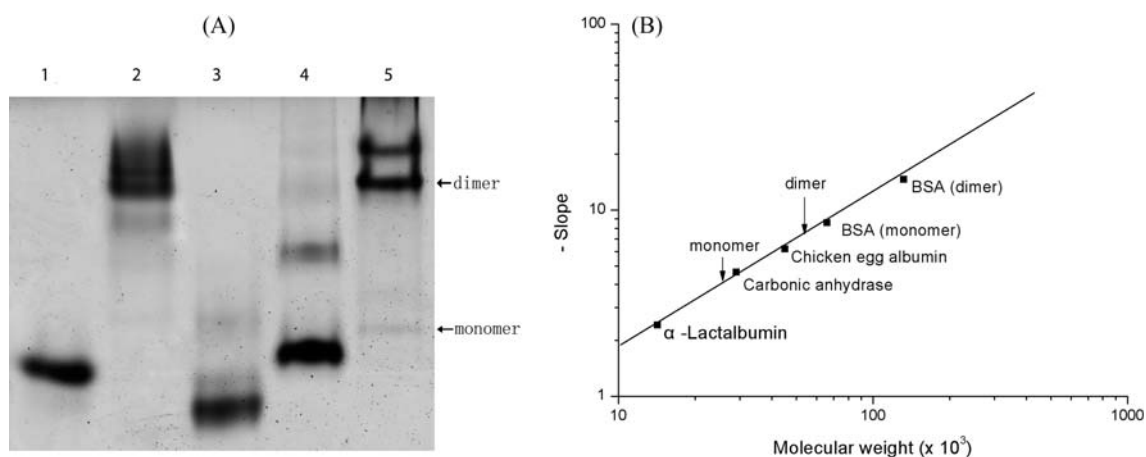 (A)
1 2 3 4 5
dimer
monomer
(B)
100
10
1
- Slope
dimer
monomer
BSA (dimer)
BSA (monomer)
Chicken egg albumin
Carbonic anhydrase
α -Lactalbumin
10 100 1000
Molecular weight (x 10³)